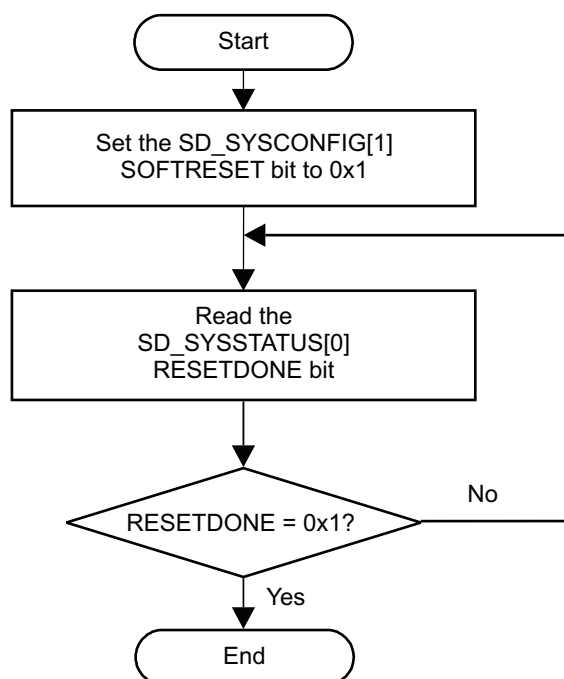 Start
Set the SD_SYSCONFIG[1]
SOFTRESET bit to 0x1
Read the
SD_SYSSTATUS[0]
RESETDONE bit
RESETDONE = 0x1?
No
Yes
End